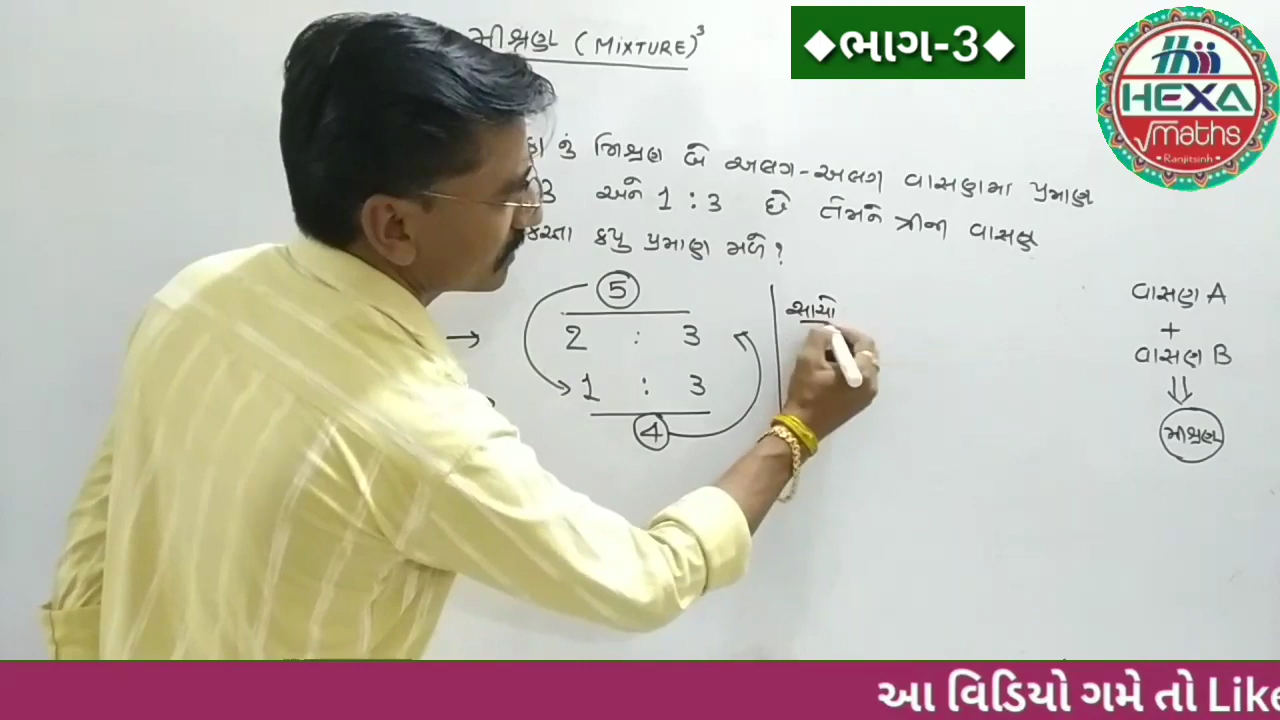 મીશ્રણ (MIXTURE)³
◆ભાગ-3◆
HEXA
√maths
Ranjitsinh
નું મિશ્રણ બે અલગ-અલગ વાસણમા પ્રમાણ
3 અને 1 : 3 છે તેમને ત્રીજા વાસણ
કરતા કયુ પ્રમાણ મળે ?
5
2 : 3
1 : 3
4
સાચો
વાસણ A
+
વાસણ B
⇓
મીશ્રણ
આ વિડિયો ગમે તો Like